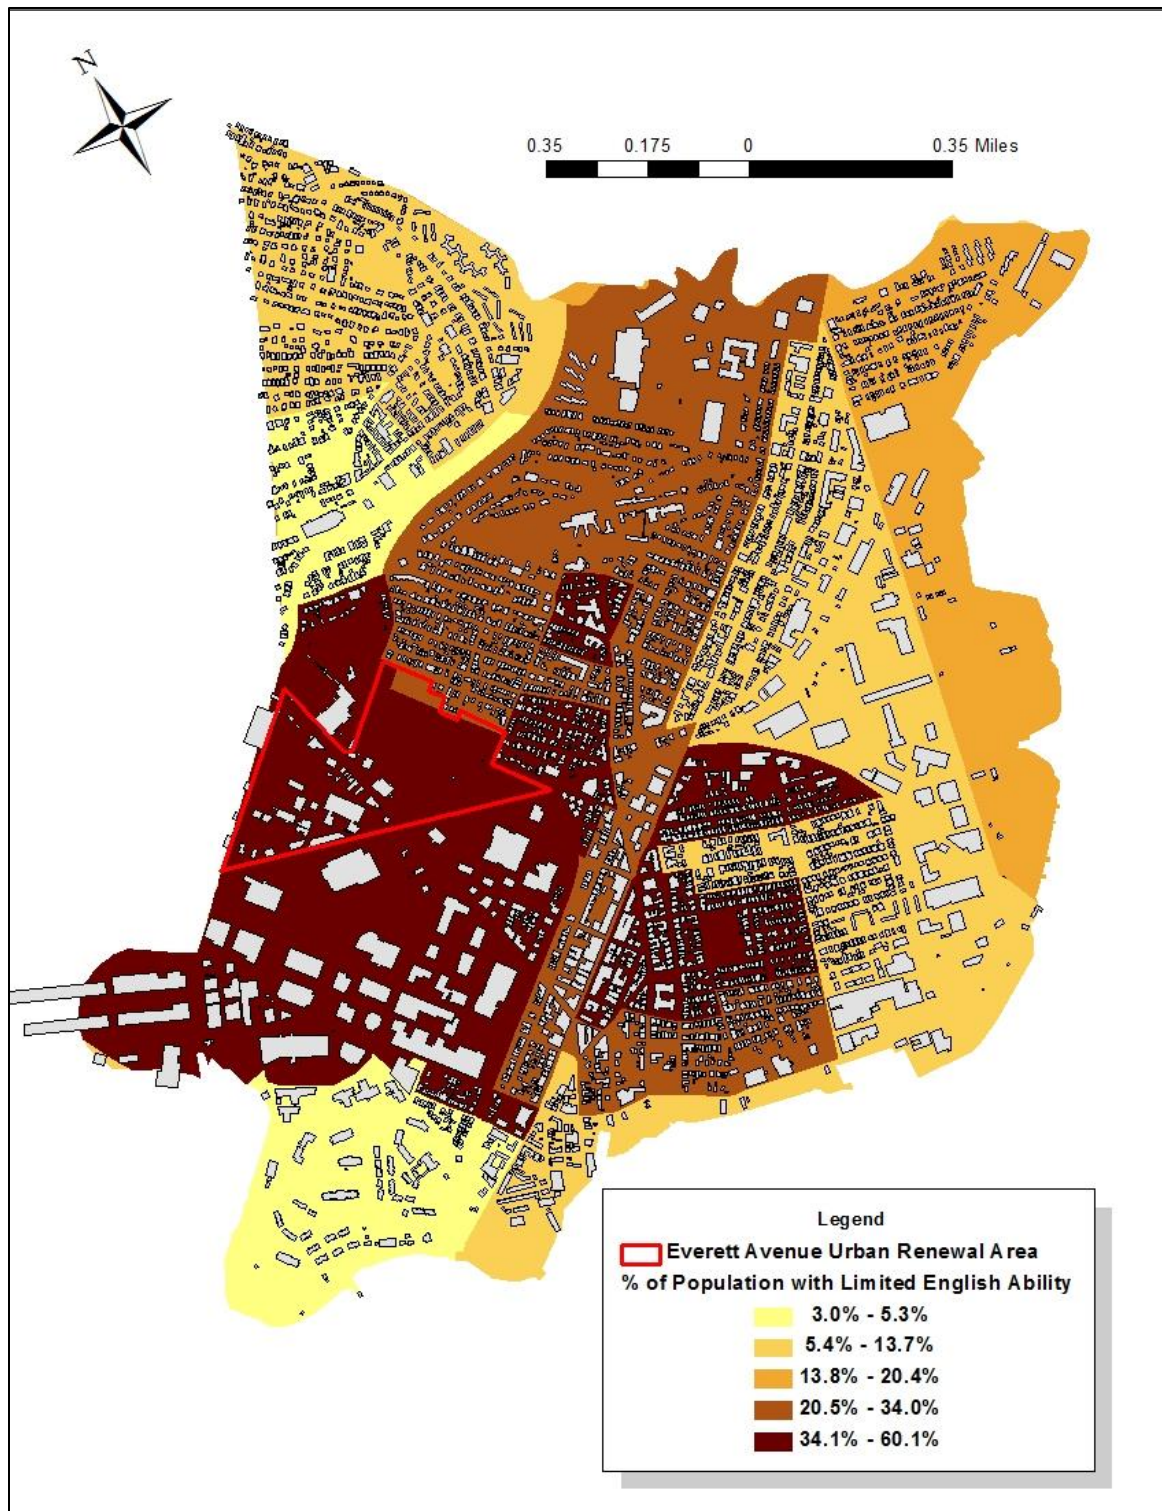 N
0.35 0.175 0 0.35 Miles
Legend
Everett Avenue Urban Renewal Area
% of Population with Limited English Ability
3.0% - 5.3%
5.4% - 13.7%
13.8% - 20.4%
20.5% - 34.0%
34.1% - 60.1%